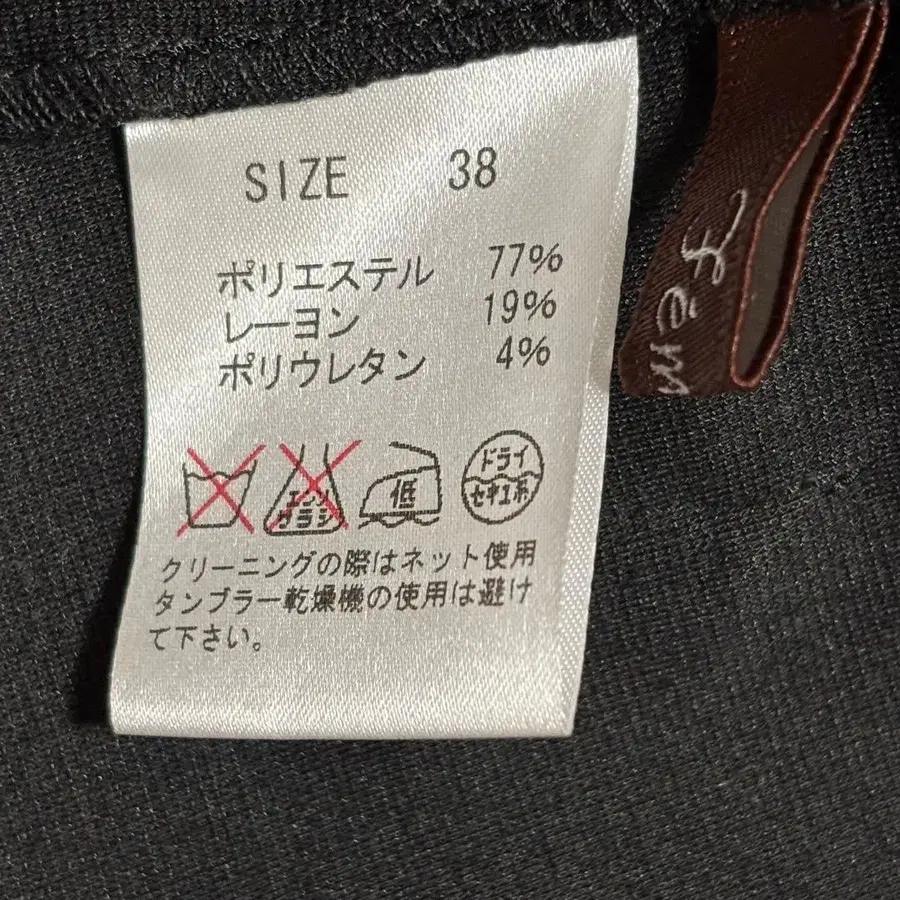 SIZE 38
ポリエステル 77%
レーヨン 19%
ポリウレタン 4%
エンソ
サラシ
低
ドライ
セキユ系
クリーニングの際はネット使用
タンブラー乾燥機の使用は避け
て下さい。
Fém